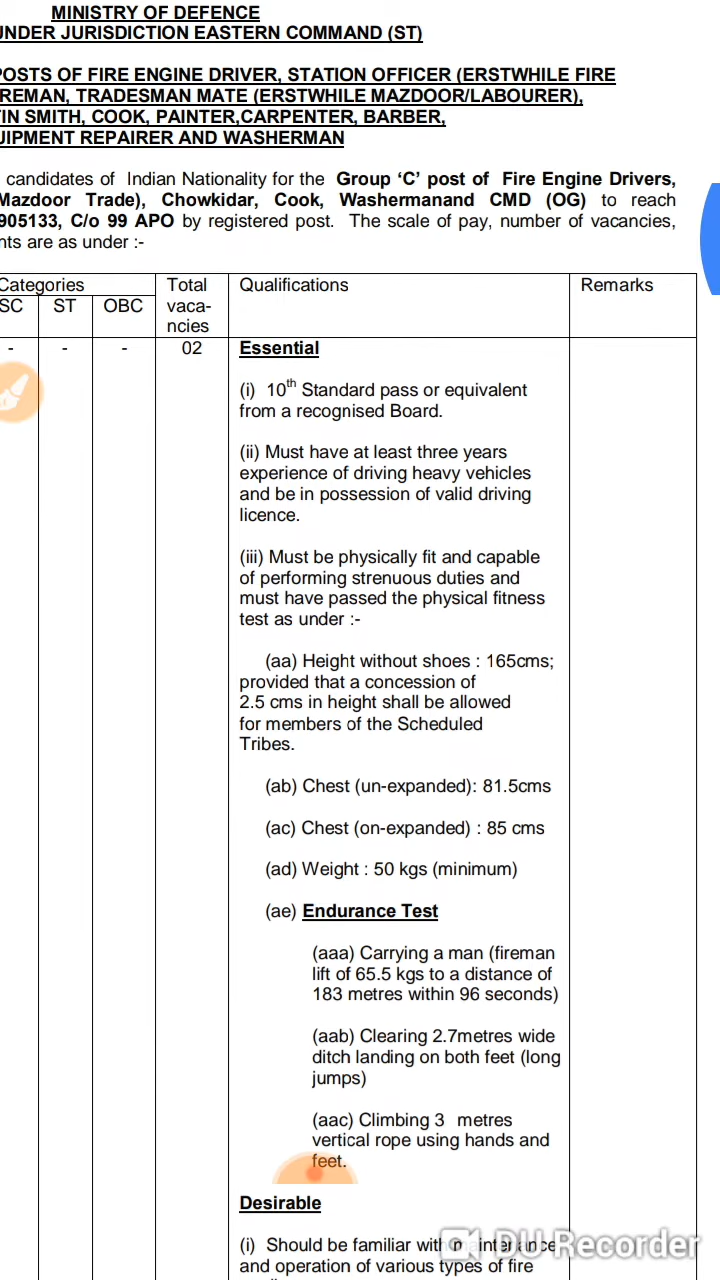 MINISTRY OF DEFENCE
UNDER JURISDICTION EASTERN COMMAND (ST)
POSTS OF FIRE ENGINE DRIVER, STATION OFFICER (ERSTWHILE FIRE
REMAN, TRADESMAN MATE (ERSTWHILE MAZDOOR/LABOURER),
TIN SMITH, COOK, PAINTER,CARPENTER, BARBER,
UIPMENT REPAIRER AND WASHERMAN
candidates of Indian Nationality for the Group ‘C’ post of Fire Engine Drivers,
Mazdoor Trade), Chowkidar, Cook, Washermanand CMD (OG) to reach
905133, C/o 99 APO by registered post. The scale of pay, number of vacancies,
nts are as under :-
Categories
SC ST OBC
Total
vaca-
ncies
Qualifications
Remarks
- - - 02
Essential
(i) 10th Standard pass or equivalent
from a recognised Board.
(ii) Must have at least three years
experience of driving heavy vehicles
and be in possession of valid driving
licence.
(iii) Must be physically fit and capable
of performing strenuous duties and
must have passed the physical fitness
test as under :-
(aa) Height without shoes : 165cms;
provided that a concession of
2.5 cms in height shall be allowed
for members of the Scheduled
Tribes.
(ab) Chest (un-expanded): 81.5cms
(ac) Chest (on-expanded) : 85 cms
(ad) Weight : 50 kgs (minimum)
(ae) Endurance Test
(aaa) Carrying a man (fireman
lift of 65.5 kgs to a distance of
183 metres within 96 seconds)
(aab) Clearing 2.7metres wide
ditch landing on both feet (long
jumps)
(aac) Climbing 3 metres
vertical rope using hands and
feet.
Desirable
(i) Should be familiar with maintenance
and operation of various types of fire
DU Recorder